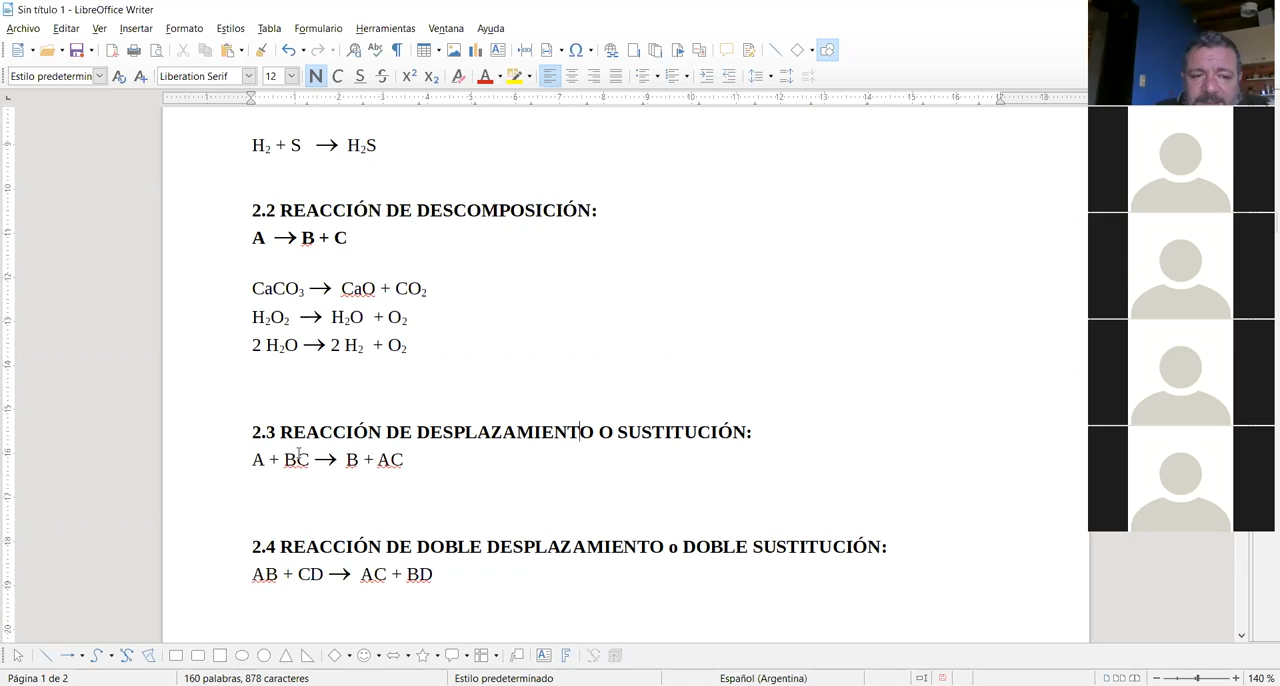 Sin título 1 - LibreOffice Writer
Archivo Editar Ver Insertar Formato Estilos Tabla Formulario Herramientas Ventana Ayuda
Estilo predetermin Liberation Serif 12
H₂ + S → H₂S
2.2 REACCIÓN DE DESCOMPOSICIÓN:
A → B + C
CaCO₃ → CaO + CO₂
H₂O₂ → H₂O + O₂
2 H₂O → 2 H₂ + O₂
2.3 REACCIÓN DE DESPLAZAMIENTO O SUSTITUCIÓN:
A + BC → B + AC
2.4 REACCIÓN DE DOBLE DESPLAZAMIENTO o DOBLE SUSTITUCIÓN:
AB + CD → AC + BD
Página 1 de 2 160 palabras, 878 caracteres Estilo predeterminado Español (Argentina) 140 %